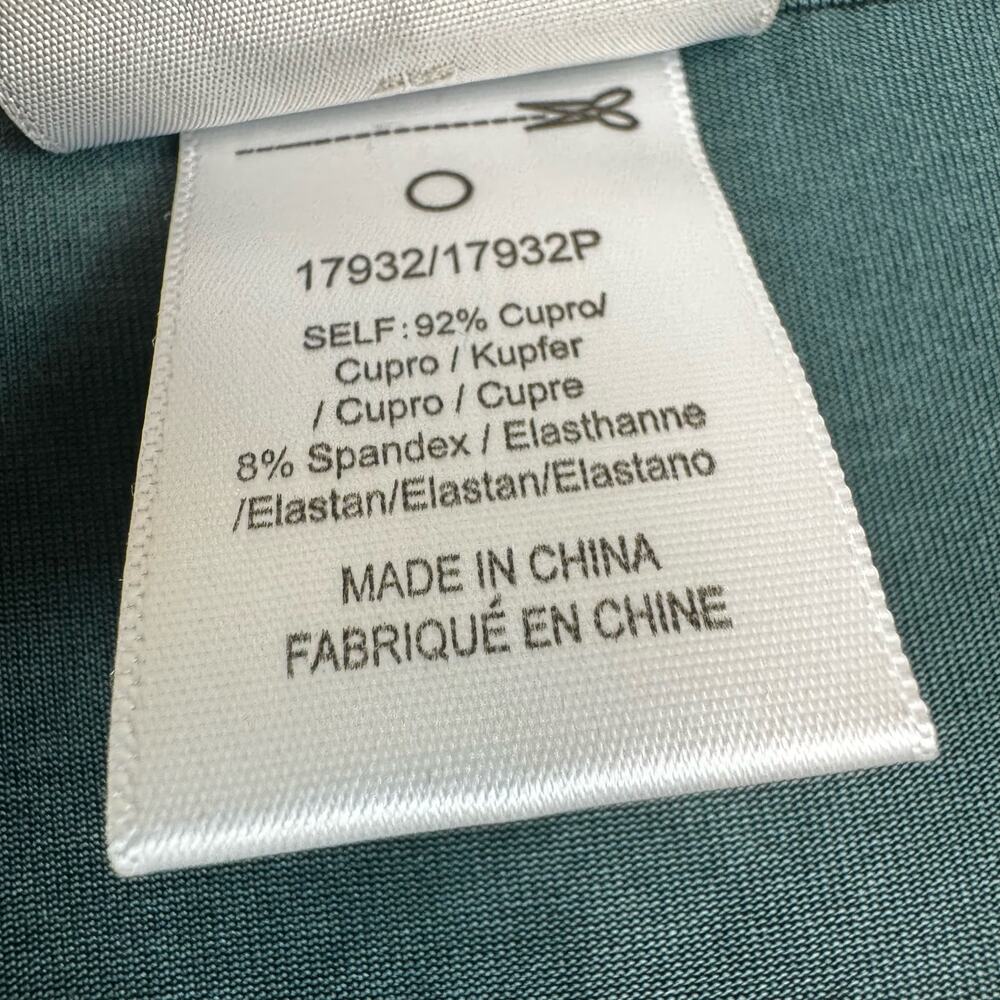 17932/17932P
SELF:92% Cupro/
Cupro / Kupfer
/ Cupro / Cupre
8% Spandex / Elasthanne
/Elastan/Elastan/Elastano
MADE IN CHINA
FABRIQUÉ EN CHINE